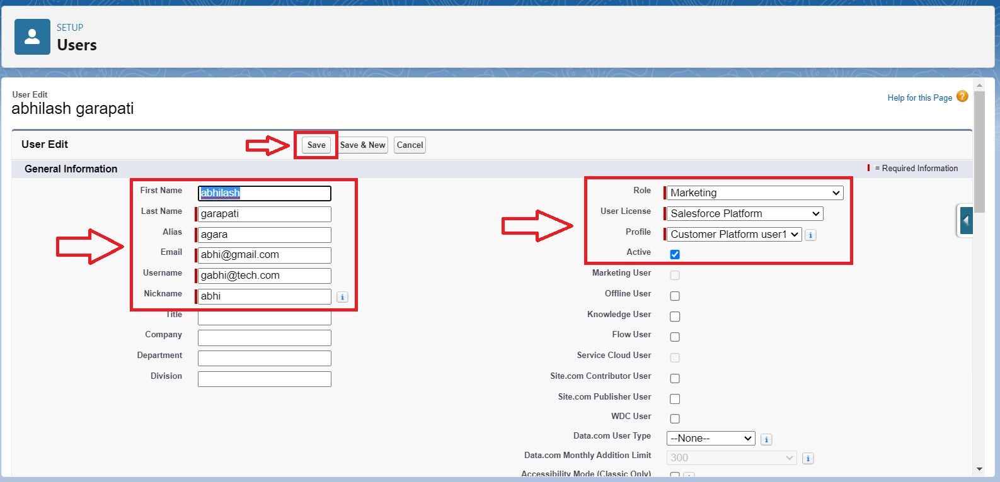 SETUP
Users
User Edit
abhilash garapati
Help for this Page ?
User Edit
Save
Save & New
Cancel
General Information
= Required Information
First Name
abhilash
Last Name
garapati
Alias
agara
Email
abhi@gmail.com
Username
gabhi@tech.com
Nickname
abhi
i
Title
Company
Department
Division
Role
Marketing
User License
Salesforce Platform
Profile
Customer Platform user1
i
Active
Marketing User
Offline User
Knowledge User
Flow User
Service Cloud User
Site.com Contributor User
Site.com Publisher User
WDC User
Data.com User Type
--None--
i
Data.com Monthly Addition Limit
300
i
Accessibility Mode (Classic Only)